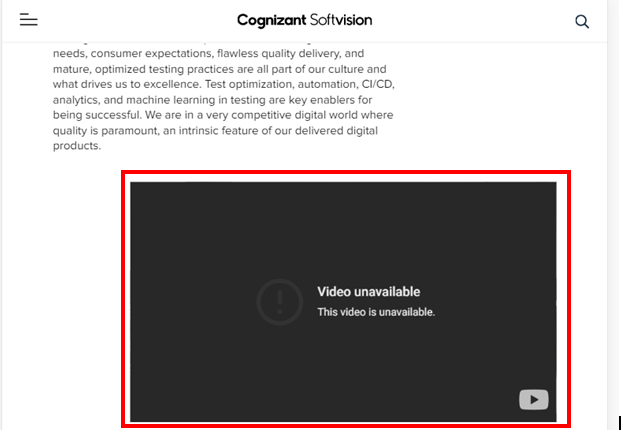 Cognizant Softvision
needs, consumer expectations, flawless quality delivery, and
mature, optimized testing practices are all part of our culture and
what drives us to excellence. Test optimization, automation, CI/CD,
analytics, and machine learning in testing are key enablers for
being successful. We are in a very competitive digital world where
quality is paramount, an intrinsic feature of our delivered digital
products.
Video unavailable
This video is unavailable.